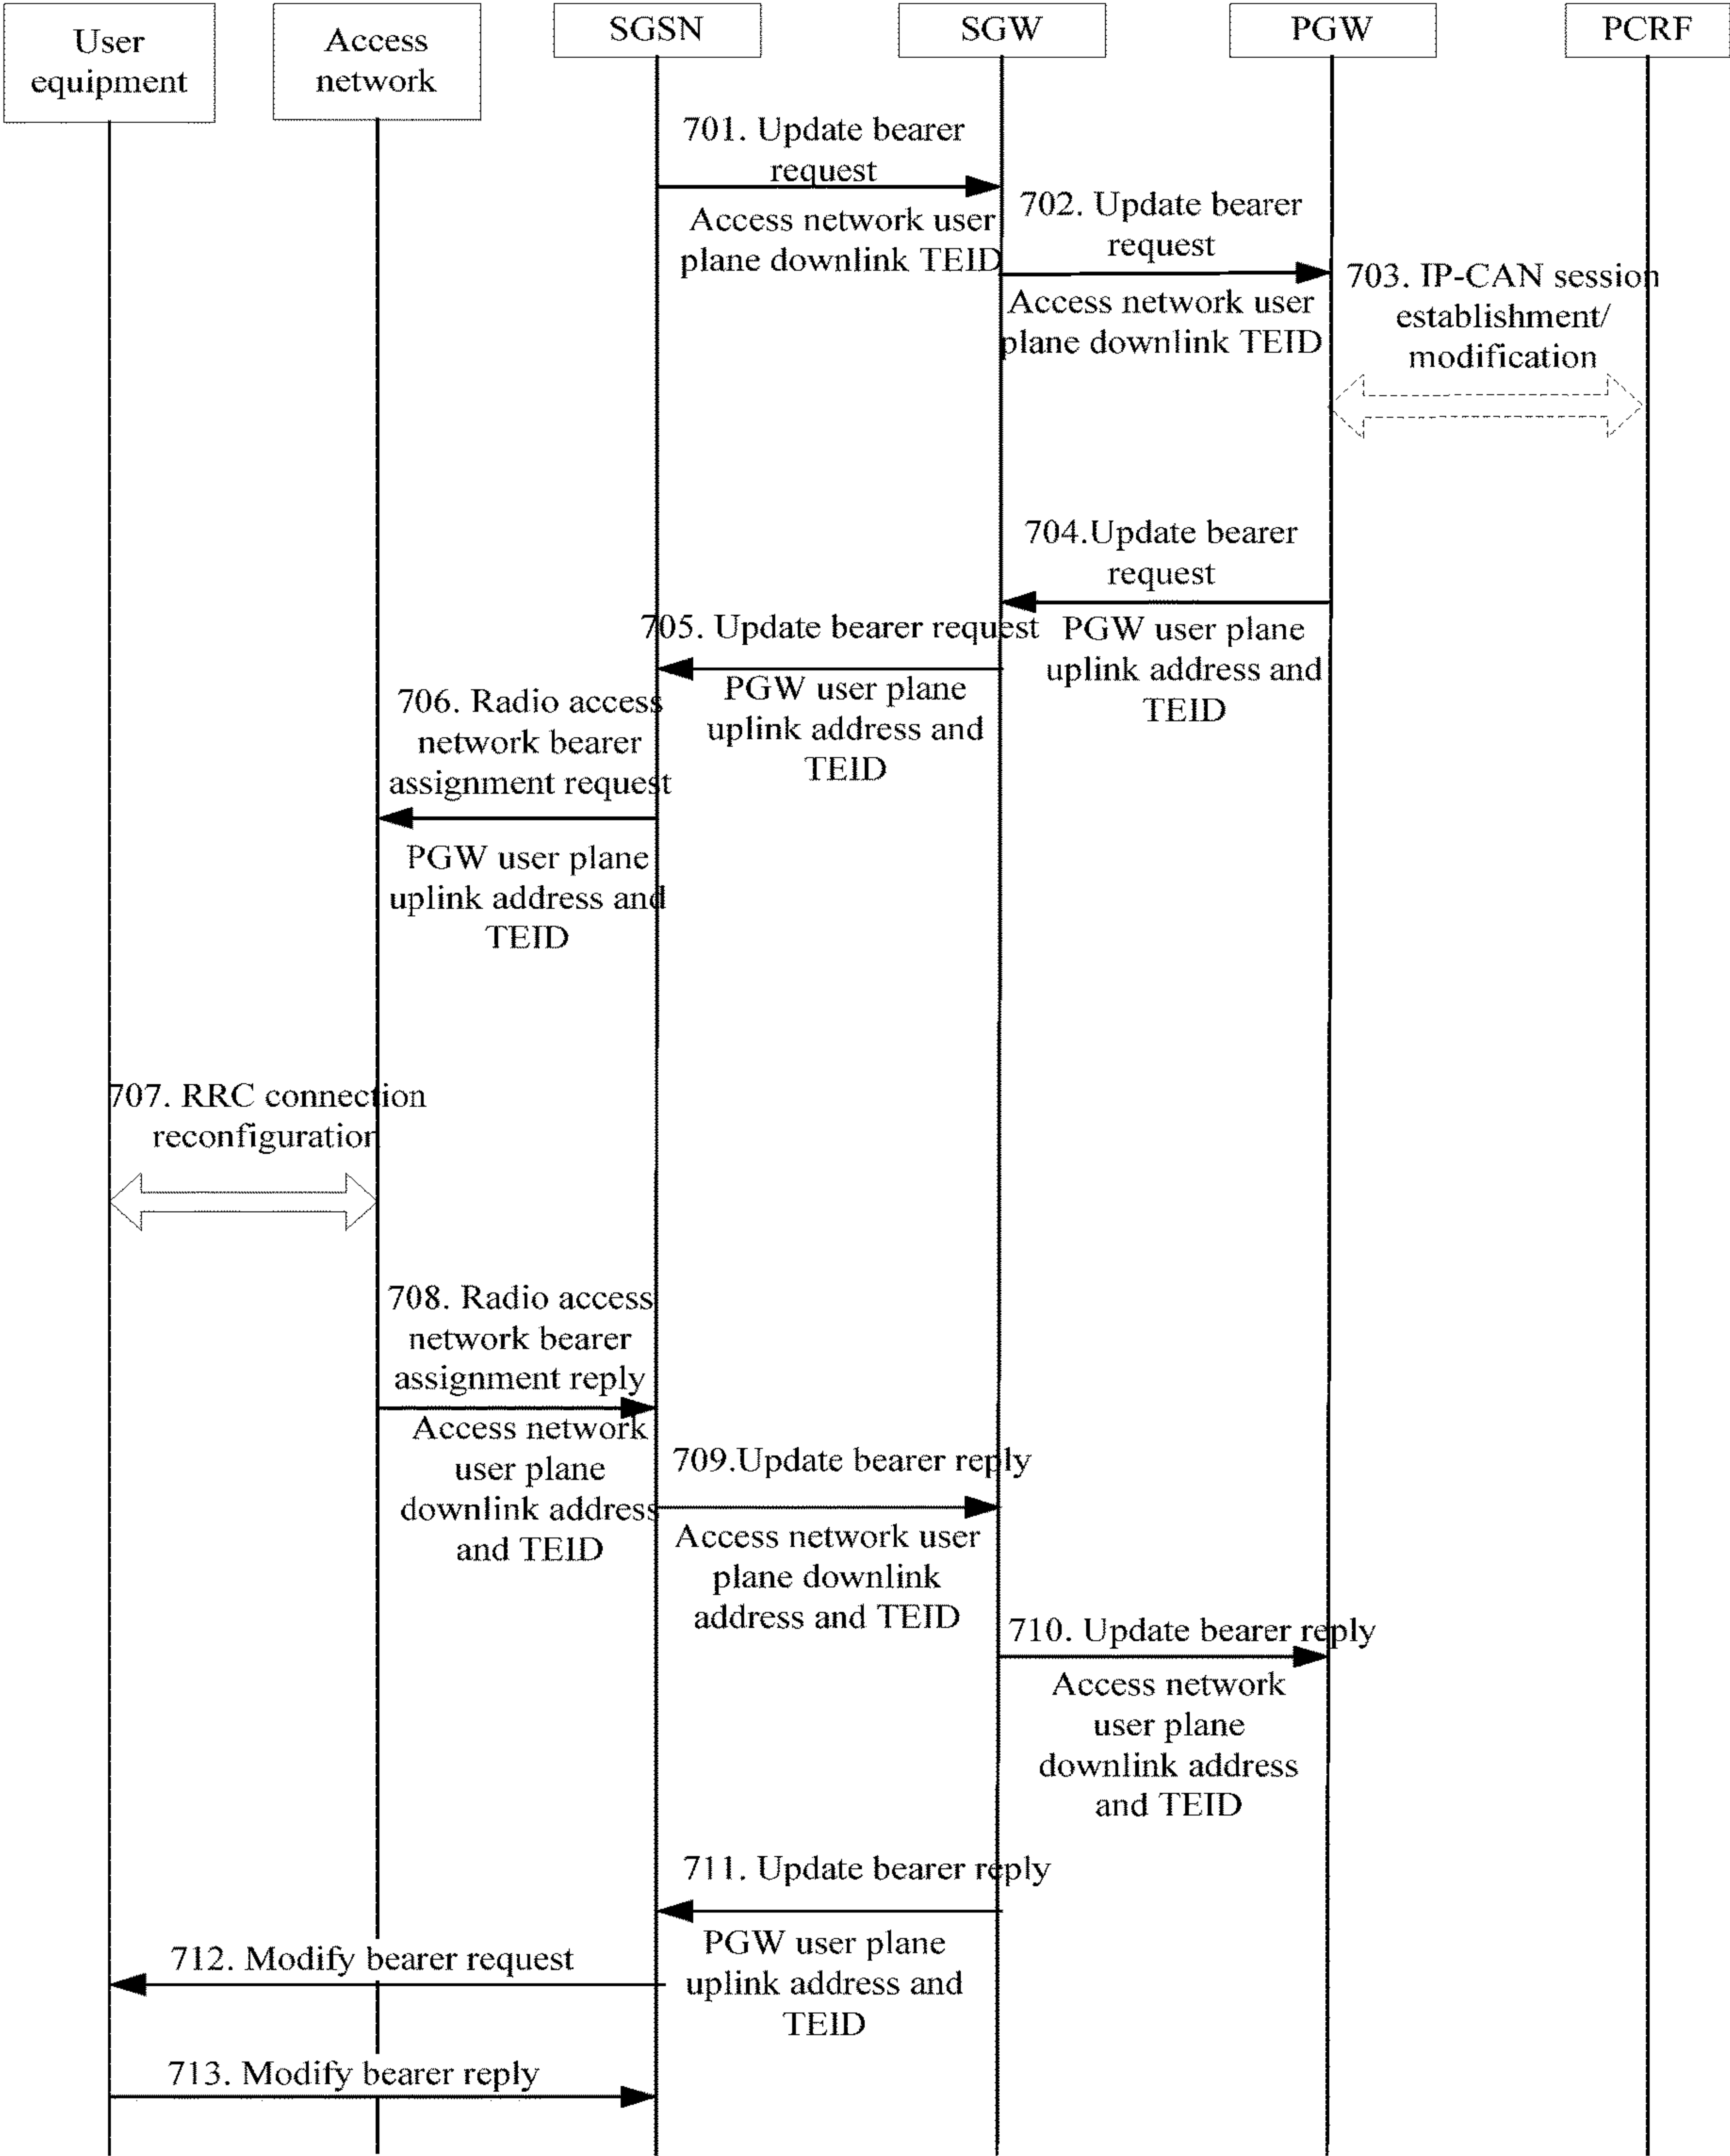 User
equipment
Access
network
SGSN
SGW
PGW
PCRF
701. Update bearer
request
Access network user
plane downlink TEID
702. Update bearer
request
Access network user
plane downlink TEID
703. IP-CAN session
establishment/
modification
704.Update bearer
request
PGW user plane
uplink address and
TEID
705. Update bearer request
PGW user plane
uplink address and
TEID
706. Radio access
network bearer
assignment request
PGW user plane
uplink address and
TEID
707. RRC connection
reconfiguration
708. Radio access
network bearer
assignment reply
Access network
user plane
downlink address
and TEID
709.Update bearer reply
Access network user
plane downlink
address and TEID
710. Update bearer reply
Access network
user plane
downlink address
and TEID
711. Update bearer reply
PGW user plane
uplink address and
TEID
712. Modify bearer request
713. Modify bearer reply